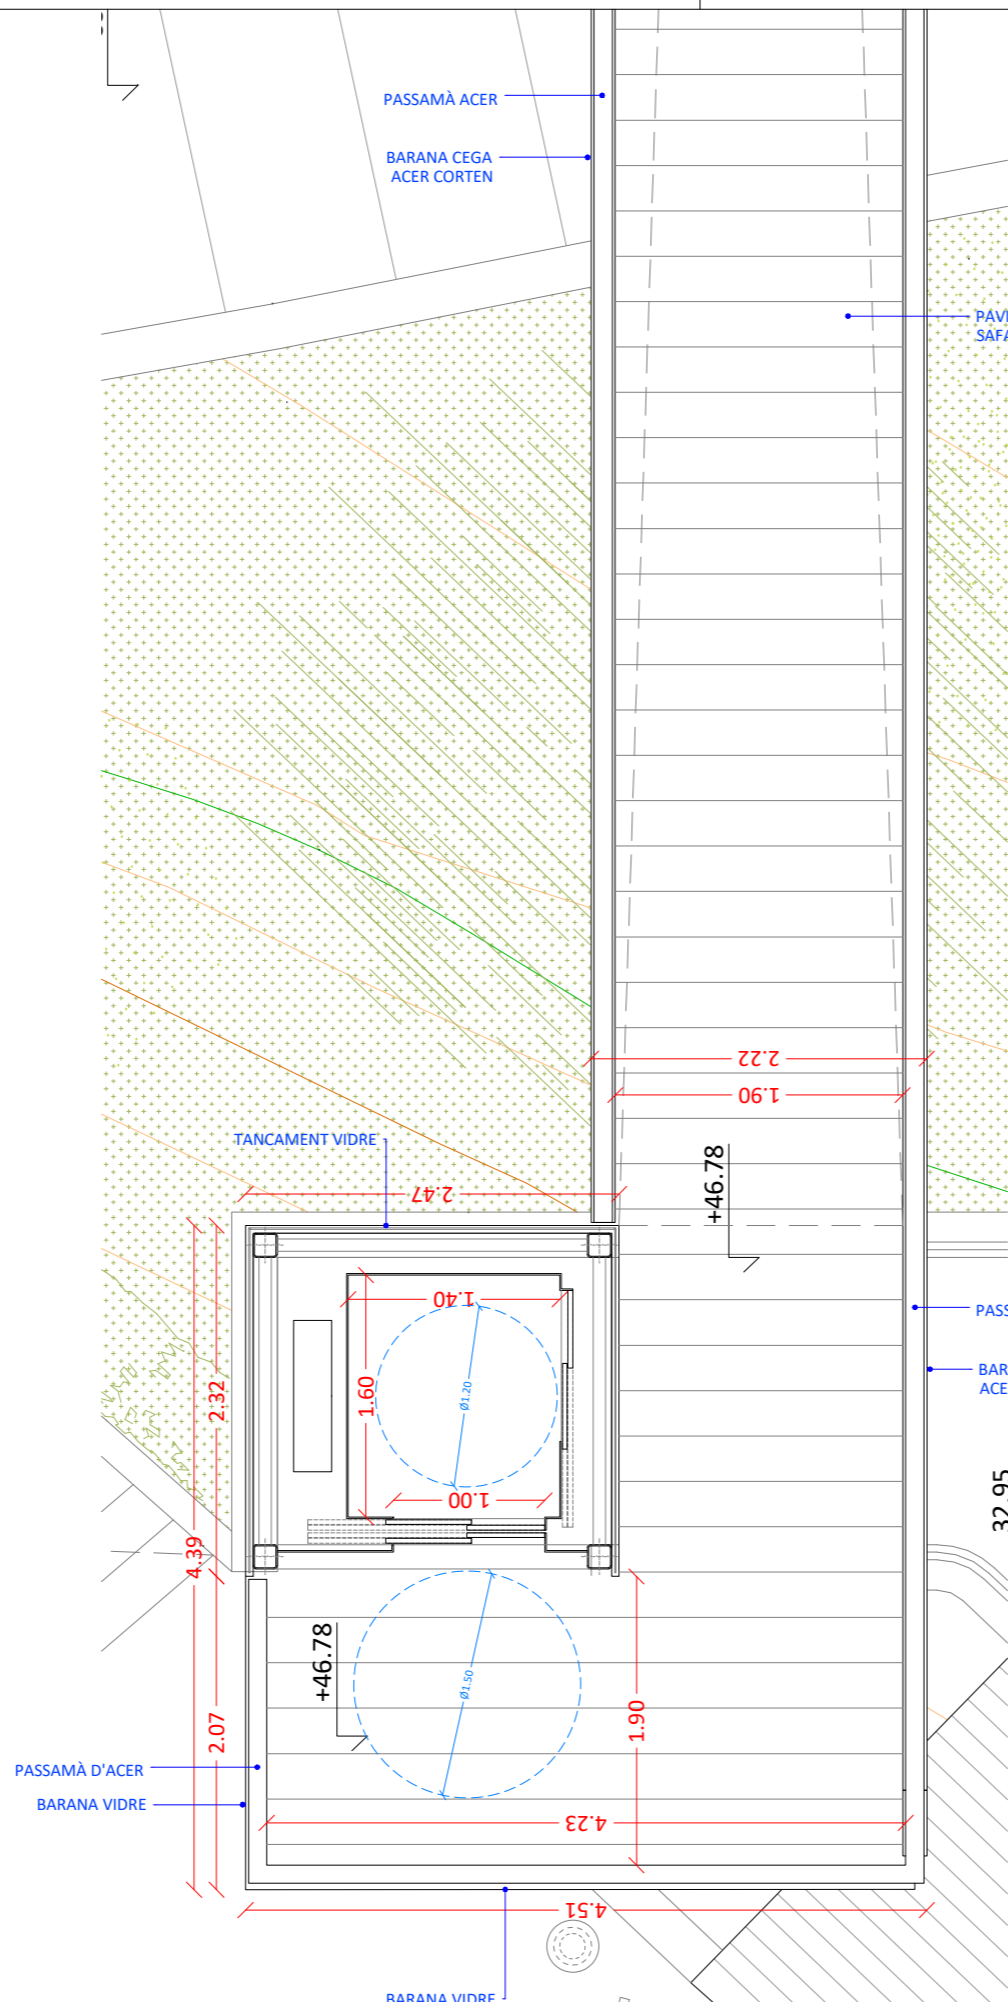 PASSAMÀ ACER
BARANA CEGA
ACER CORTEN
2.22
1.90
TANCAMENT VIDRE
+46.78
2.47
1.40
1.60
Ø1.20
2.32
1.00
32.95
4.39
+46.78
Ø1.50
2.07
1.90
PASSAMÀ D'ACER
BARANA VIDRE
4.23
4.51
BARANA VIDRE